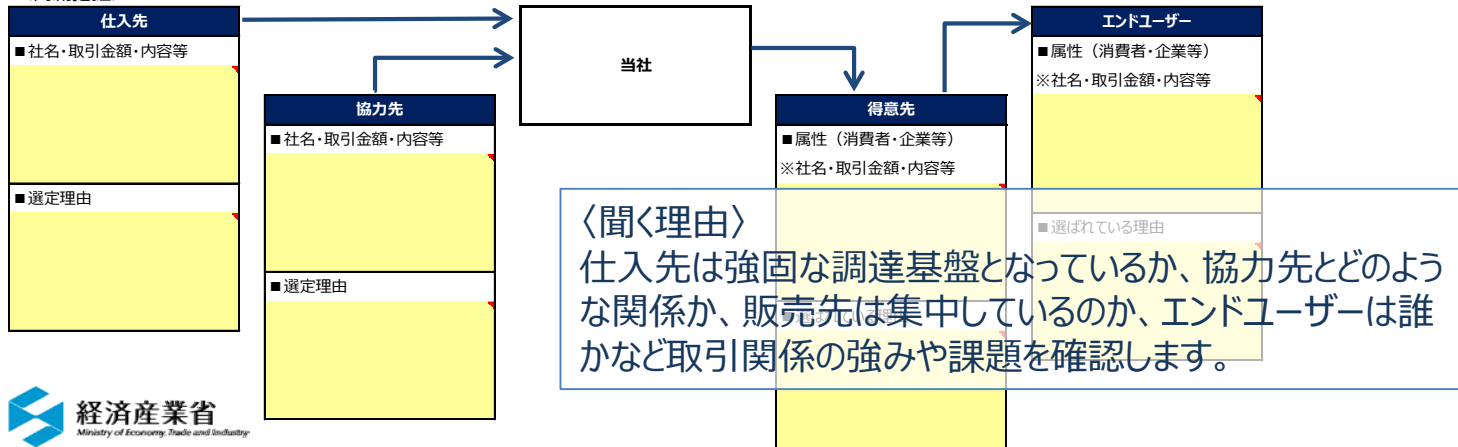 仕入先
■社名・取引金額・内容等
■選定理由
協力先
■社名・取引金額・内容等
■選定理由
当社
得意先
■属性（消費者・企業等）
※社名・取引金額・内容等
エンドユーザー
■属性（消費者・企業等）
※社名・取引金額・内容等
■選ばれている理由
〈聞く理由〉
仕入先は強固な調達基盤となっているか、協力先とどのよう
な関係か、販売先は集中しているのか、エンドユーザーは誰
かなど取引関係の強みや課題を確認します。
経済産業省
Ministry of Economy, Trade and Industry